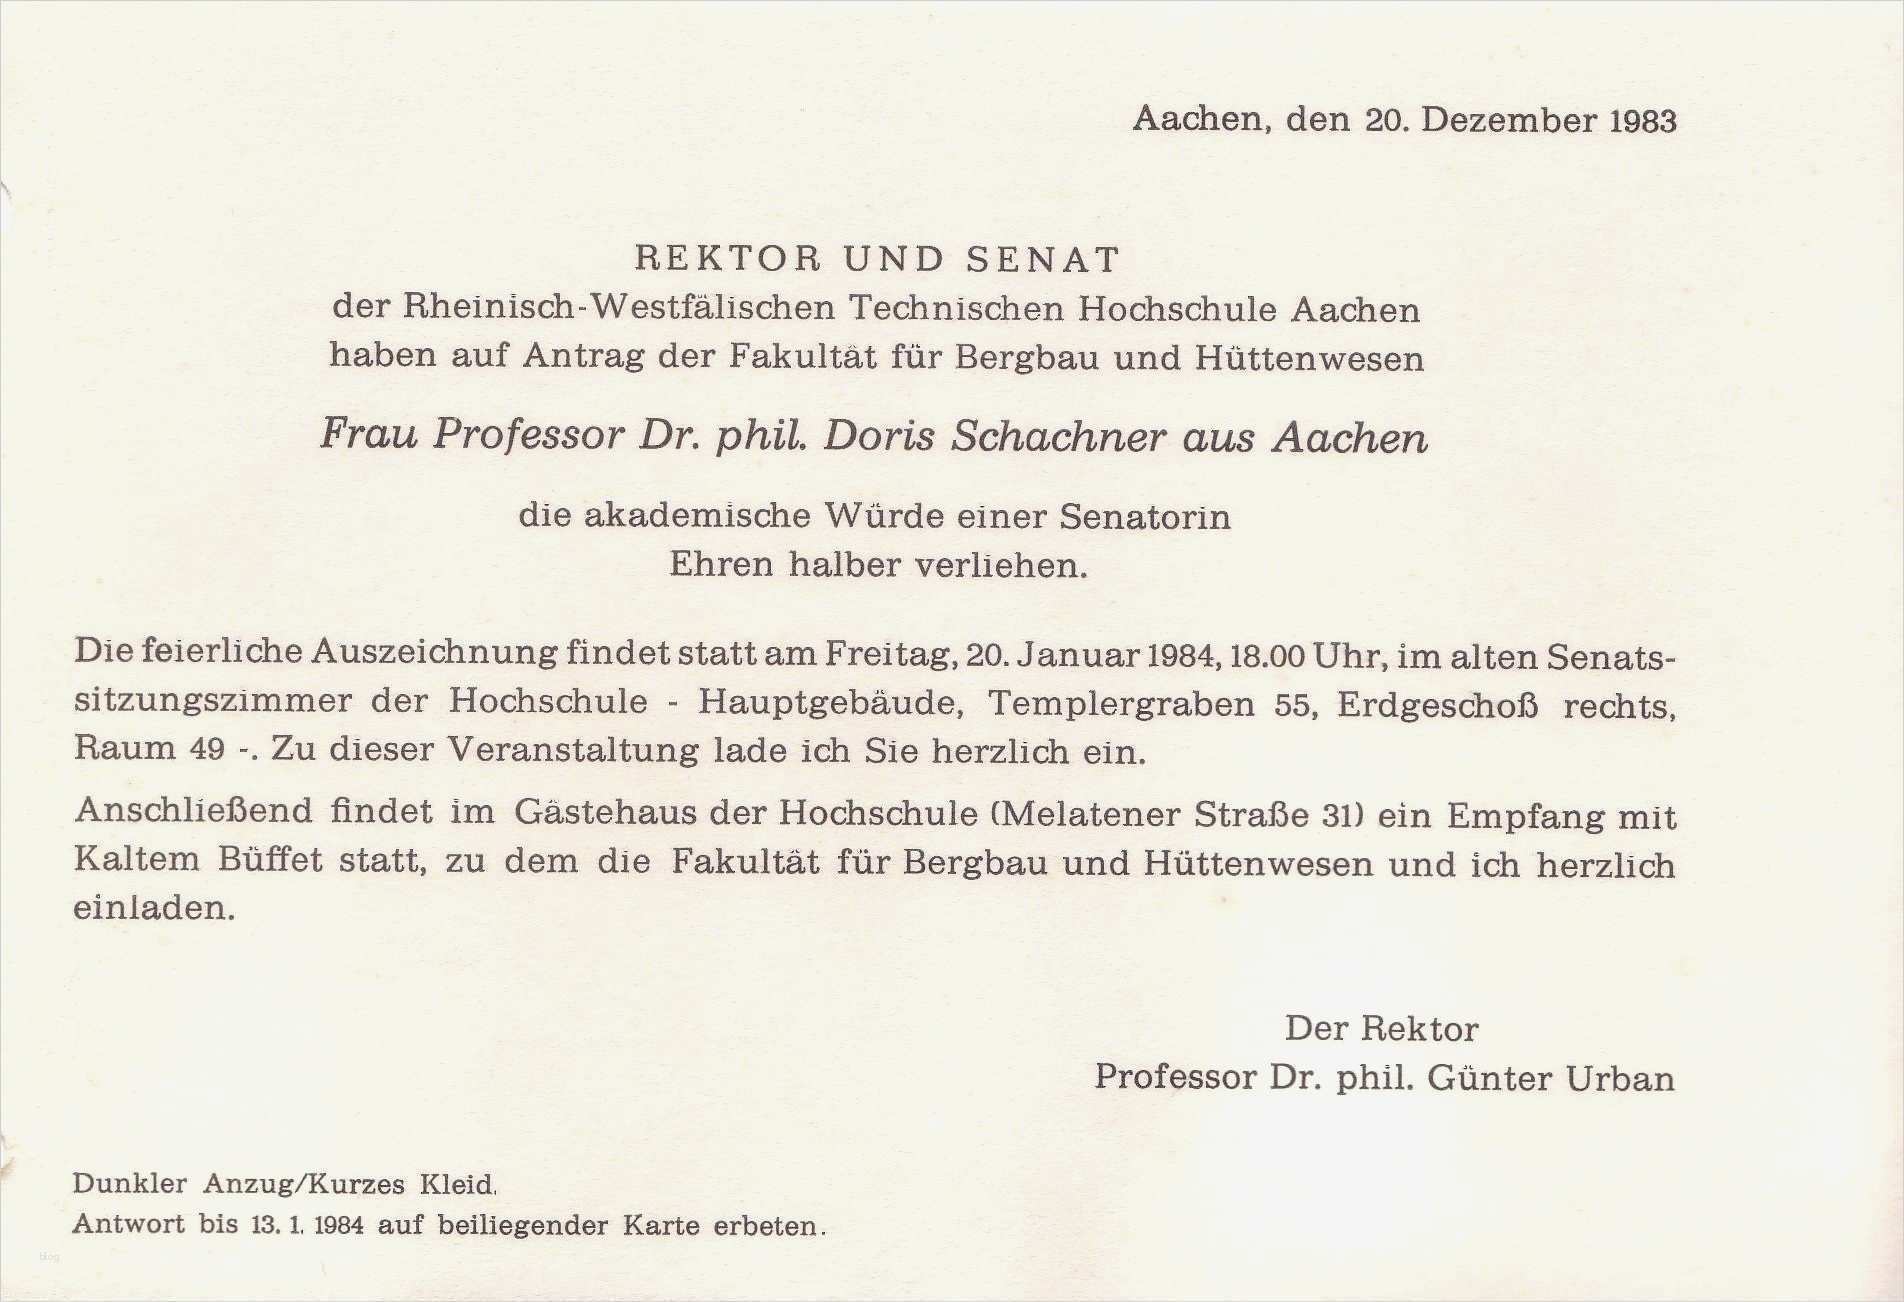 Aachen, den 20. Dezember 1983
REKTOR UND SENAT
der Rheinisch-Westfälischen Technischen Hochschule Aachen
haben auf Antrag der Fakultät für Bergbau und Hüttenwesen
Frau Professor Dr. phil. Doris Schachner aus Aachen
die akademische Würde einer Senatorin
Ehren halber verliehen.
Die feierliche Auszeichnung findet statt am Freitag, 20. Januar 1984, 18.00 Uhr, im alten Senats-
sitzungszimmer der Hochschule - Hauptgebäude, Templergraben 55, Erdgeschoß rechts,
Raum 49 -. Zu dieser Veranstaltung lade ich Sie herzlich ein.
Anschließend findet im Gästehaus der Hochschule (Melatener Straße 31) ein Empfang mit
Kaltem Büffet statt, zu dem die Fakultät für Bergbau und Hüttenwesen und ich herzlich
einladen.
Der Rektor
Professor Dr. phil. Günter Urban
Dunkler Anzug/Kurzes Kleid.
Antwort bis 13. 1. 1984 auf beiliegender Karte erbeten.
blog